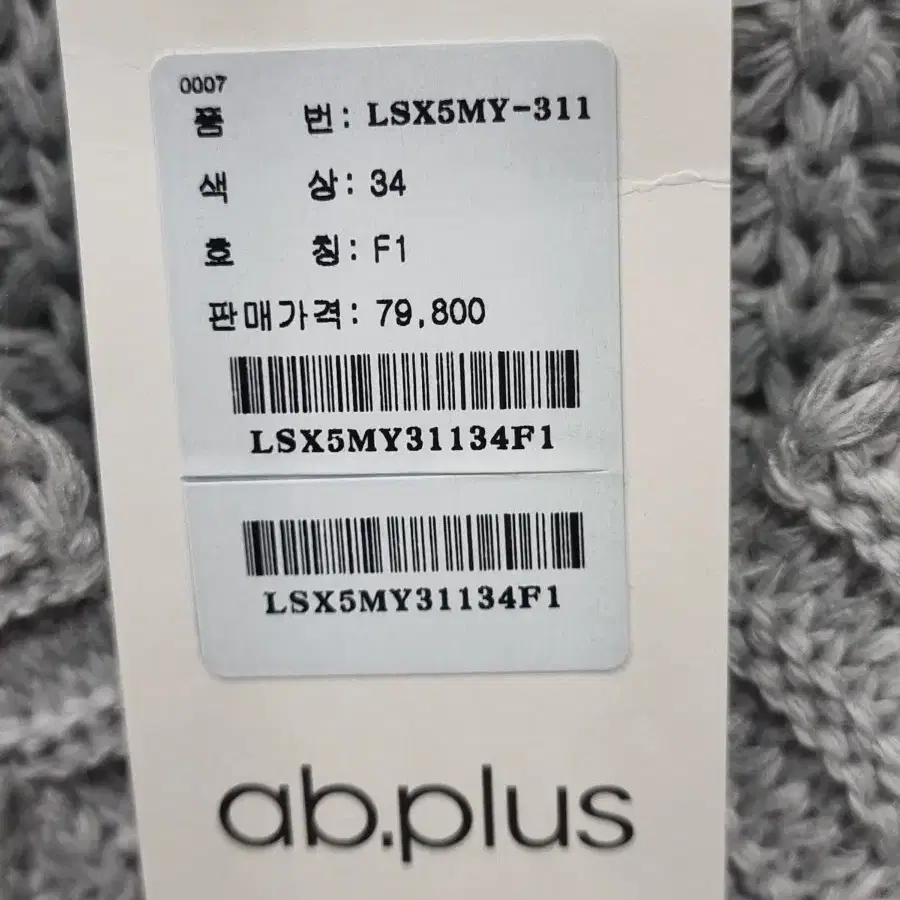 0007
품 번: LSX5MY-311
색 상: 34
호 칭: F1
판매가격: 79,800
LSX5MY31134F1
LSX5MY31134F1
ab.plus